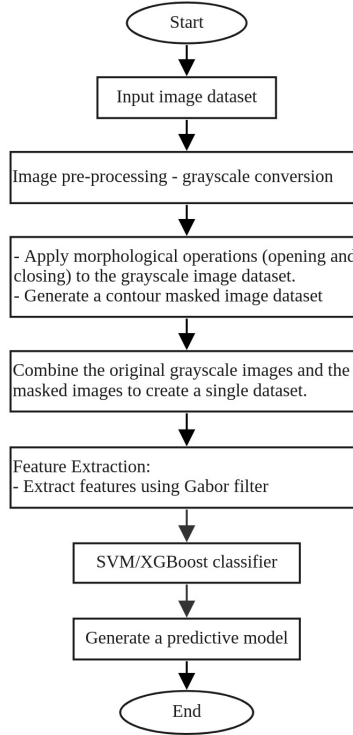 Start
Input image dataset
Image pre-processing - grayscale conversion
- Apply morphological operations (opening and
closing) to the grayscale image dataset.
- Generate a contour masked image dataset
Combine the original grayscale images and the
masked images to create a single dataset.
Feature Extraction:
- Extract features using Gabor filter
SVM/XGBoost classifier
Generate a predictive model
End